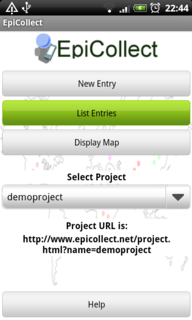 22:44
EpiCollect
EpiCollect
New Entry
List Entries
Display Map
Select Project
demoproject
Project URL is:
http://www.epicollect.net/project.
html?name=demoproject
Help